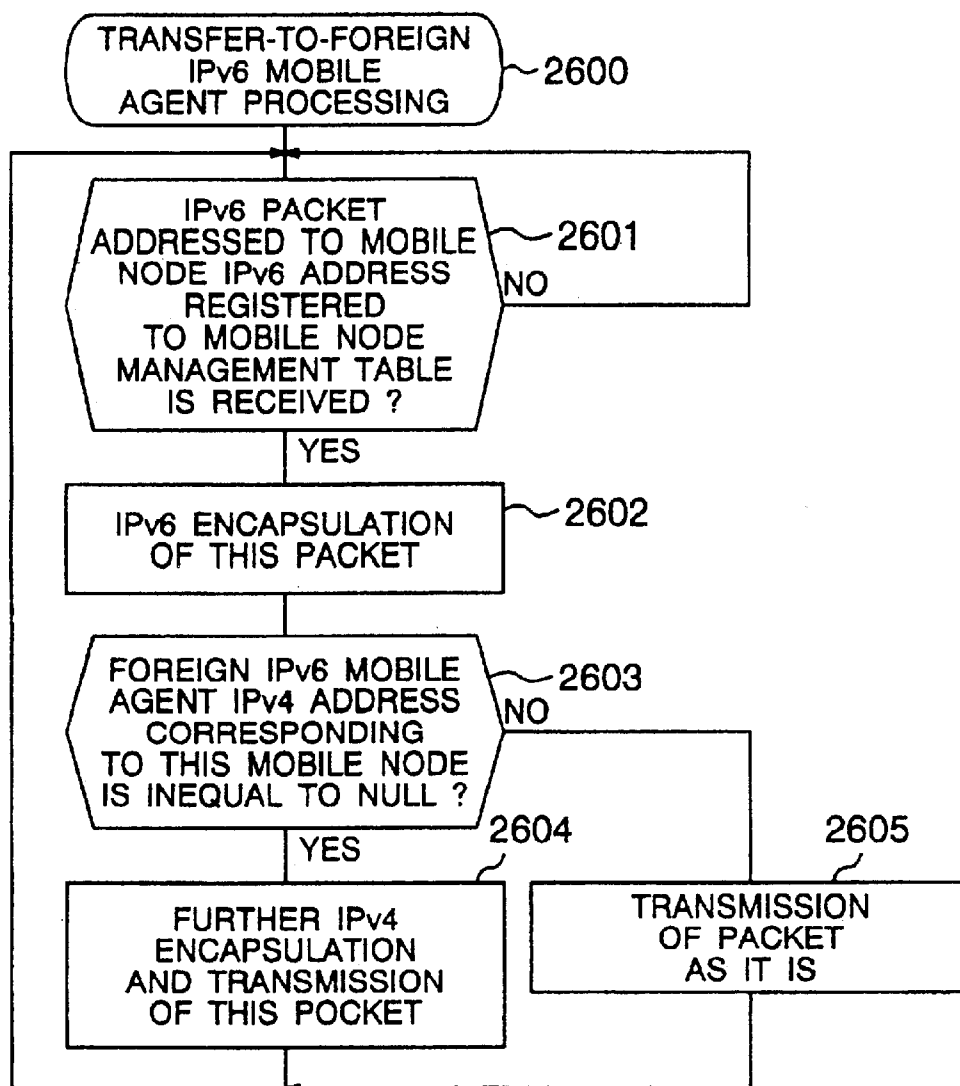 TRANSFER-TO-FOREIGN
IPv6 MOBILE
AGENT PROCESSING
2600
IPv6 PACKET
ADDRESSED TO MOBILE
NODE IPv6 ADDRESS
REGISTERED
TO MOBILE NODE
MANAGEMENT TABLE
IS RECEIVED ?
2601
NO
YES
IPv6 ENCAPSULATION
OF THIS PACKET
2602
FOREIGN IPv6 MOBILE
AGENT IPv4 ADDRESS
CORRESPONDING
TO THIS MOBILE NODE
IS INEQUAL TO NULL ?
2603
NO
YES
2604
FURTHER IPv4
ENCAPSULATION
AND TRANSMISSION
OF THIS POCKET
2605
TRANSMISSION
OF PACKET
AS IT IS